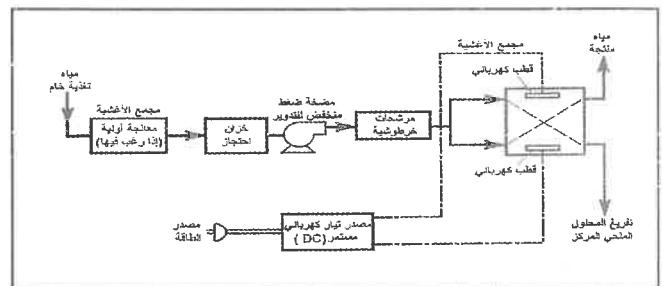 مياه
منتجة
مجمع الأغشية
قطب كهربائي
مياه
تغذية خام
مجمع الأغشية
معالجة أولية
(إذا رغب فيها)
خزان
احتجاز
مضخة ضغط
منخفض لتدوير
مرشحات
خرطوشية
قطب كهربائي
مصدر
الطاقة
مصدر تيار كهربائي
مستمر (DC)
تفريغ المحلول
الملحي المركز